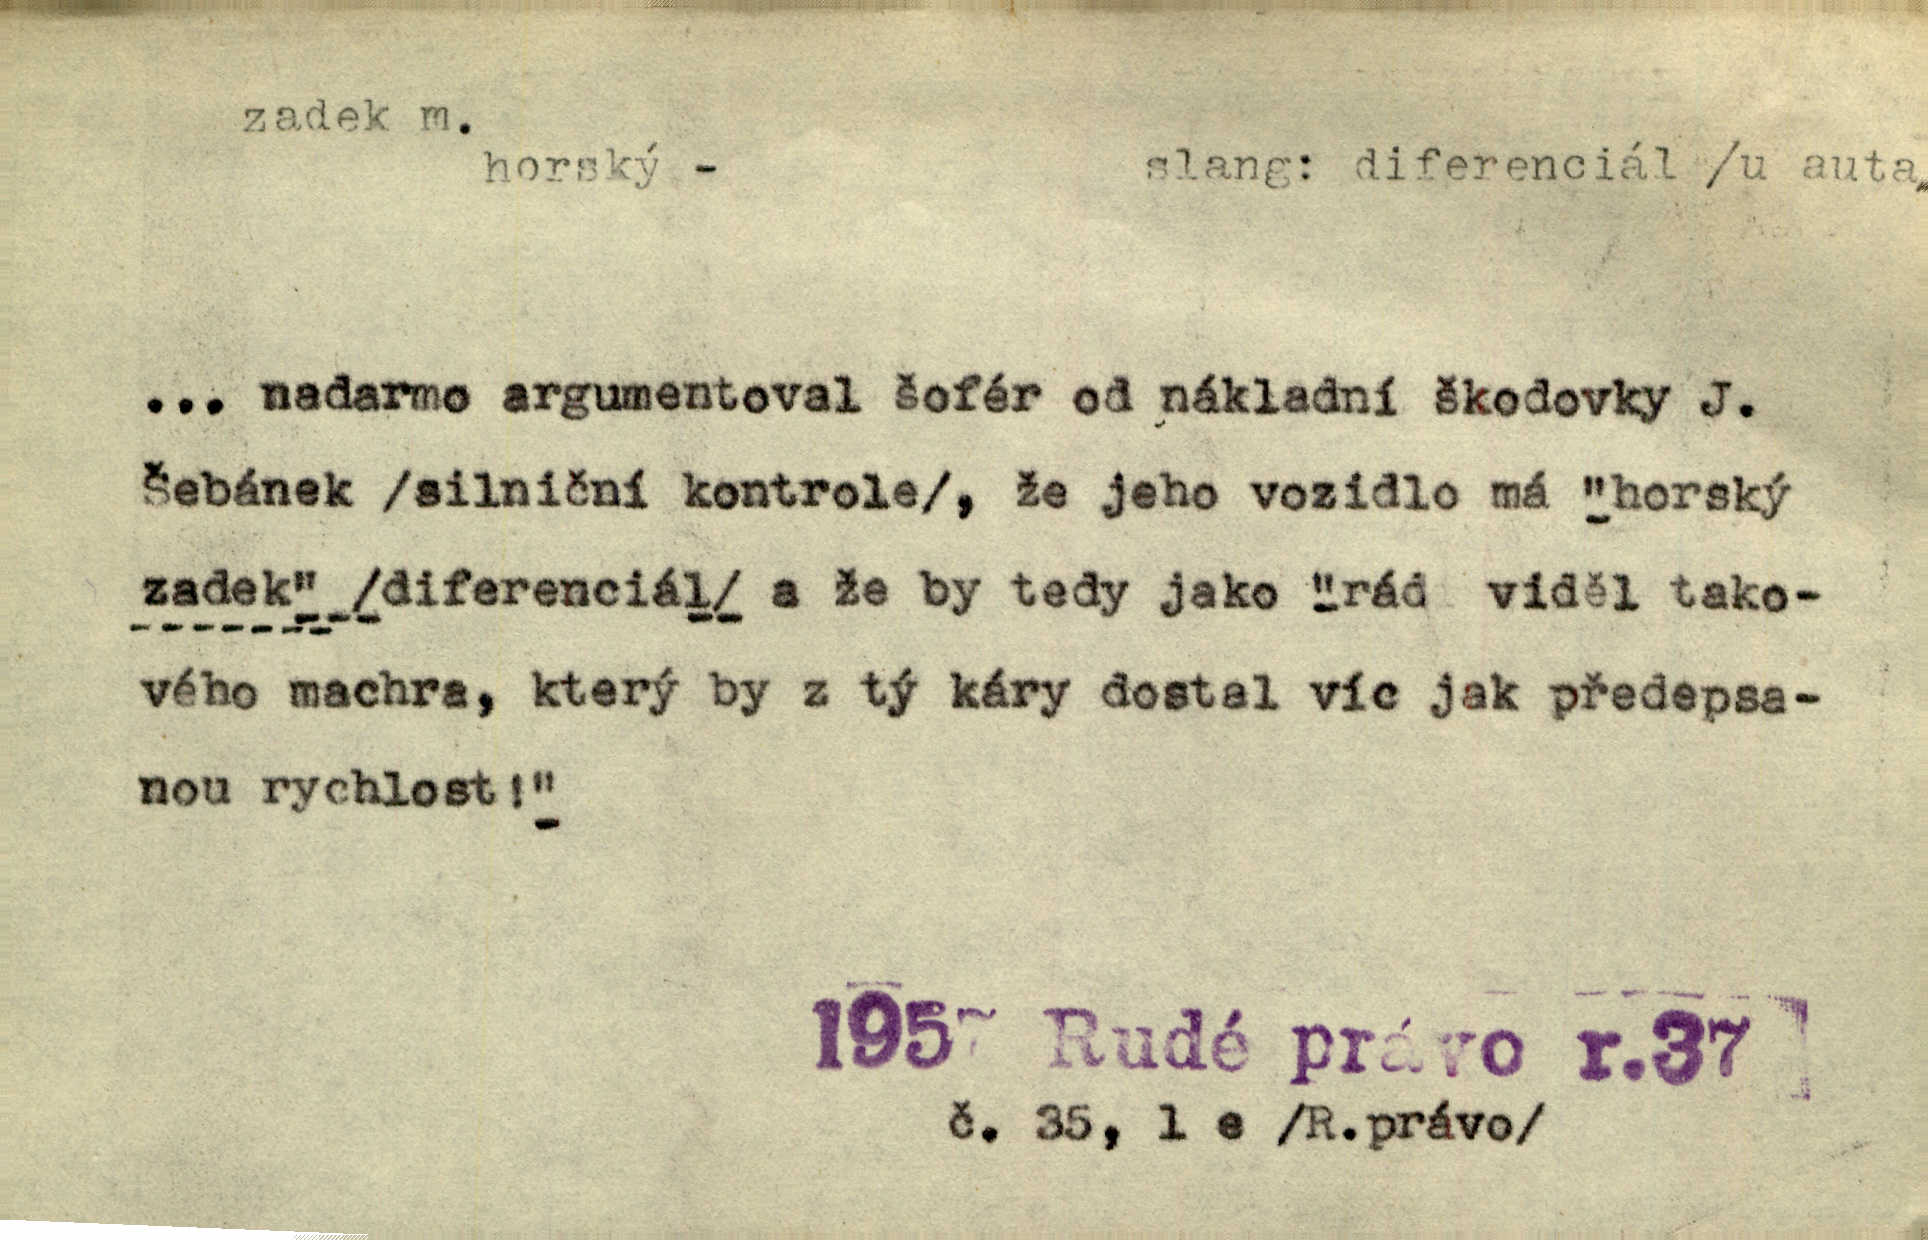 zadek m.
horský -
slang: diferenciál /u auta
... nadarmo argumentoval šofér od nákladní škodovky J.
Šebánek /silniční kontrole/, že jeho vozidlo má "horský
zadek" /diferenciál/ a že by tedy jako "rád viděl tako-
vého machra, který by z tý káry dostal víc jak předepsa-
nou rychlost!"
1957 Rudé právo r.37
č. 35, 1 e /R.právo/